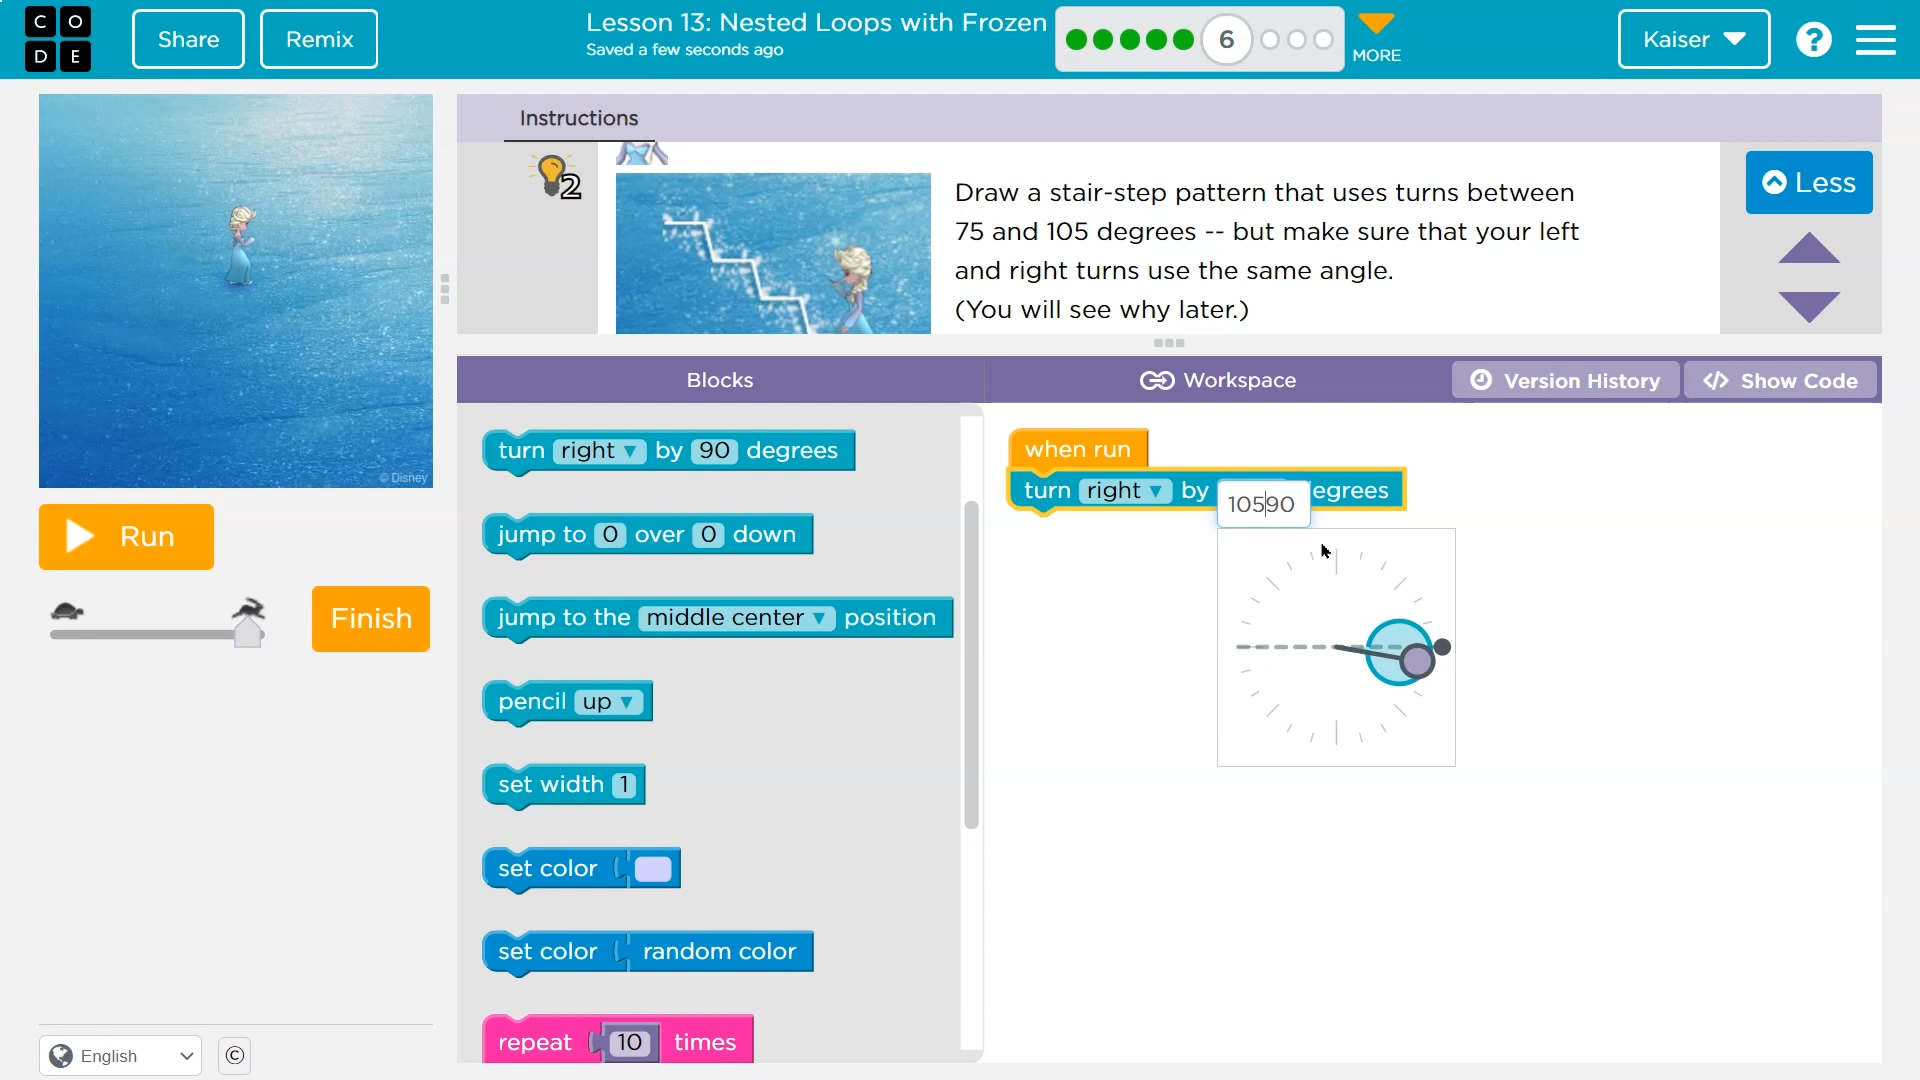 C O
D E
Share
Remix
Lesson 13: Nested Loops with Frozen
Saved a few seconds ago
6
MORE
Kaiser
?
Instructions
2
Draw a stair-step pattern that uses turns between
75 and 105 degrees -- but make sure that your left
and right turns use the same angle.
(You will see why later.)
Less
© Disney
Run
Finish
Blocks
Workspace
Version History
</> Show Code
turn right ▼ by 90 degrees
jump to 0 over 0 down
jump to the middle center ▼ position
pencil up ▼
set width 1
set color
set color random color
repeat 10 times
when run
turn right ▼ by 10590 egrees
English
©